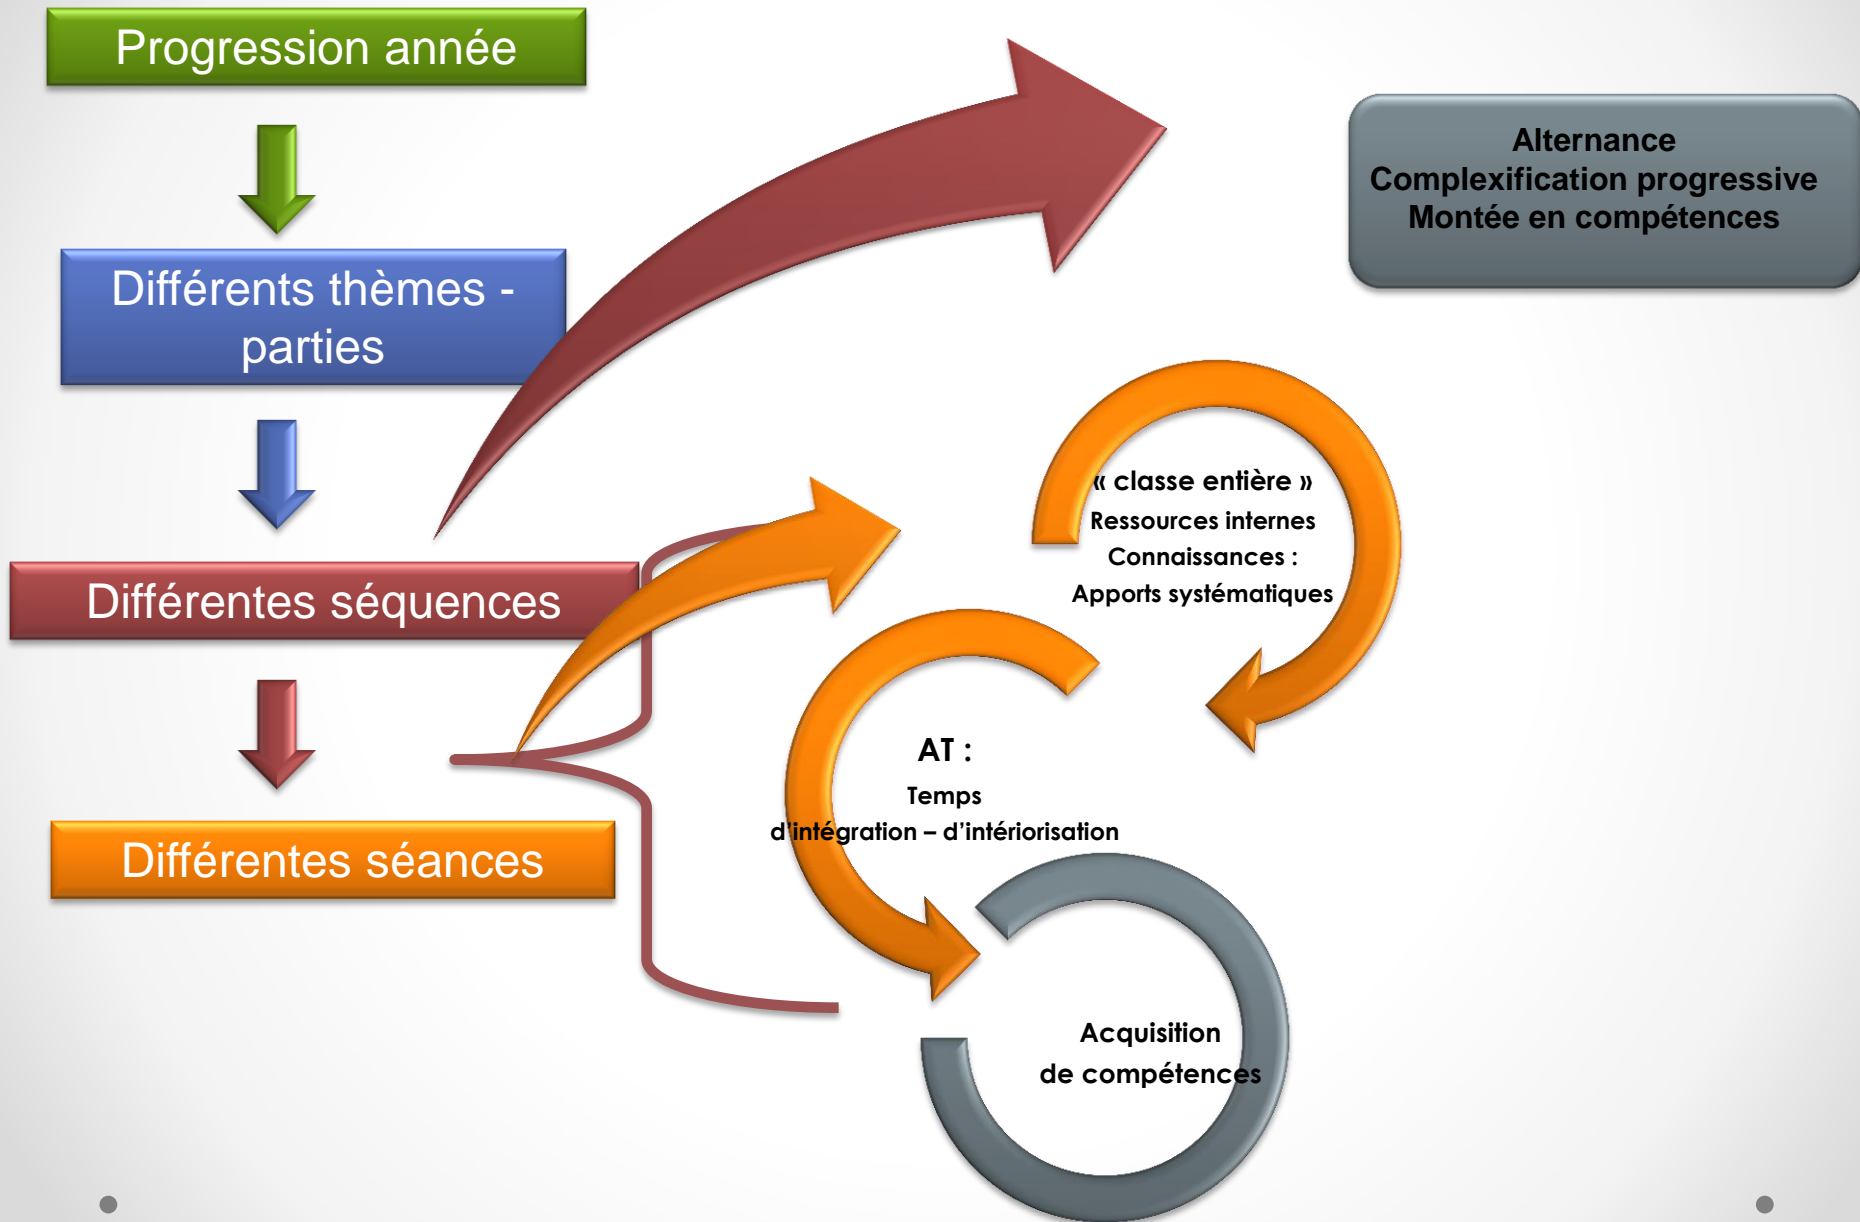 Progression année
Différents thèmes -
parties
Différentes séquences
Différentes séances
Alternance
Complexification progressive
Montée en compétences
« classe entière »
Ressources internes
Connaissances :
Apports systématiques
AT :
Temps
d'intégration – d'intériorisation
Acquisition
de compétences